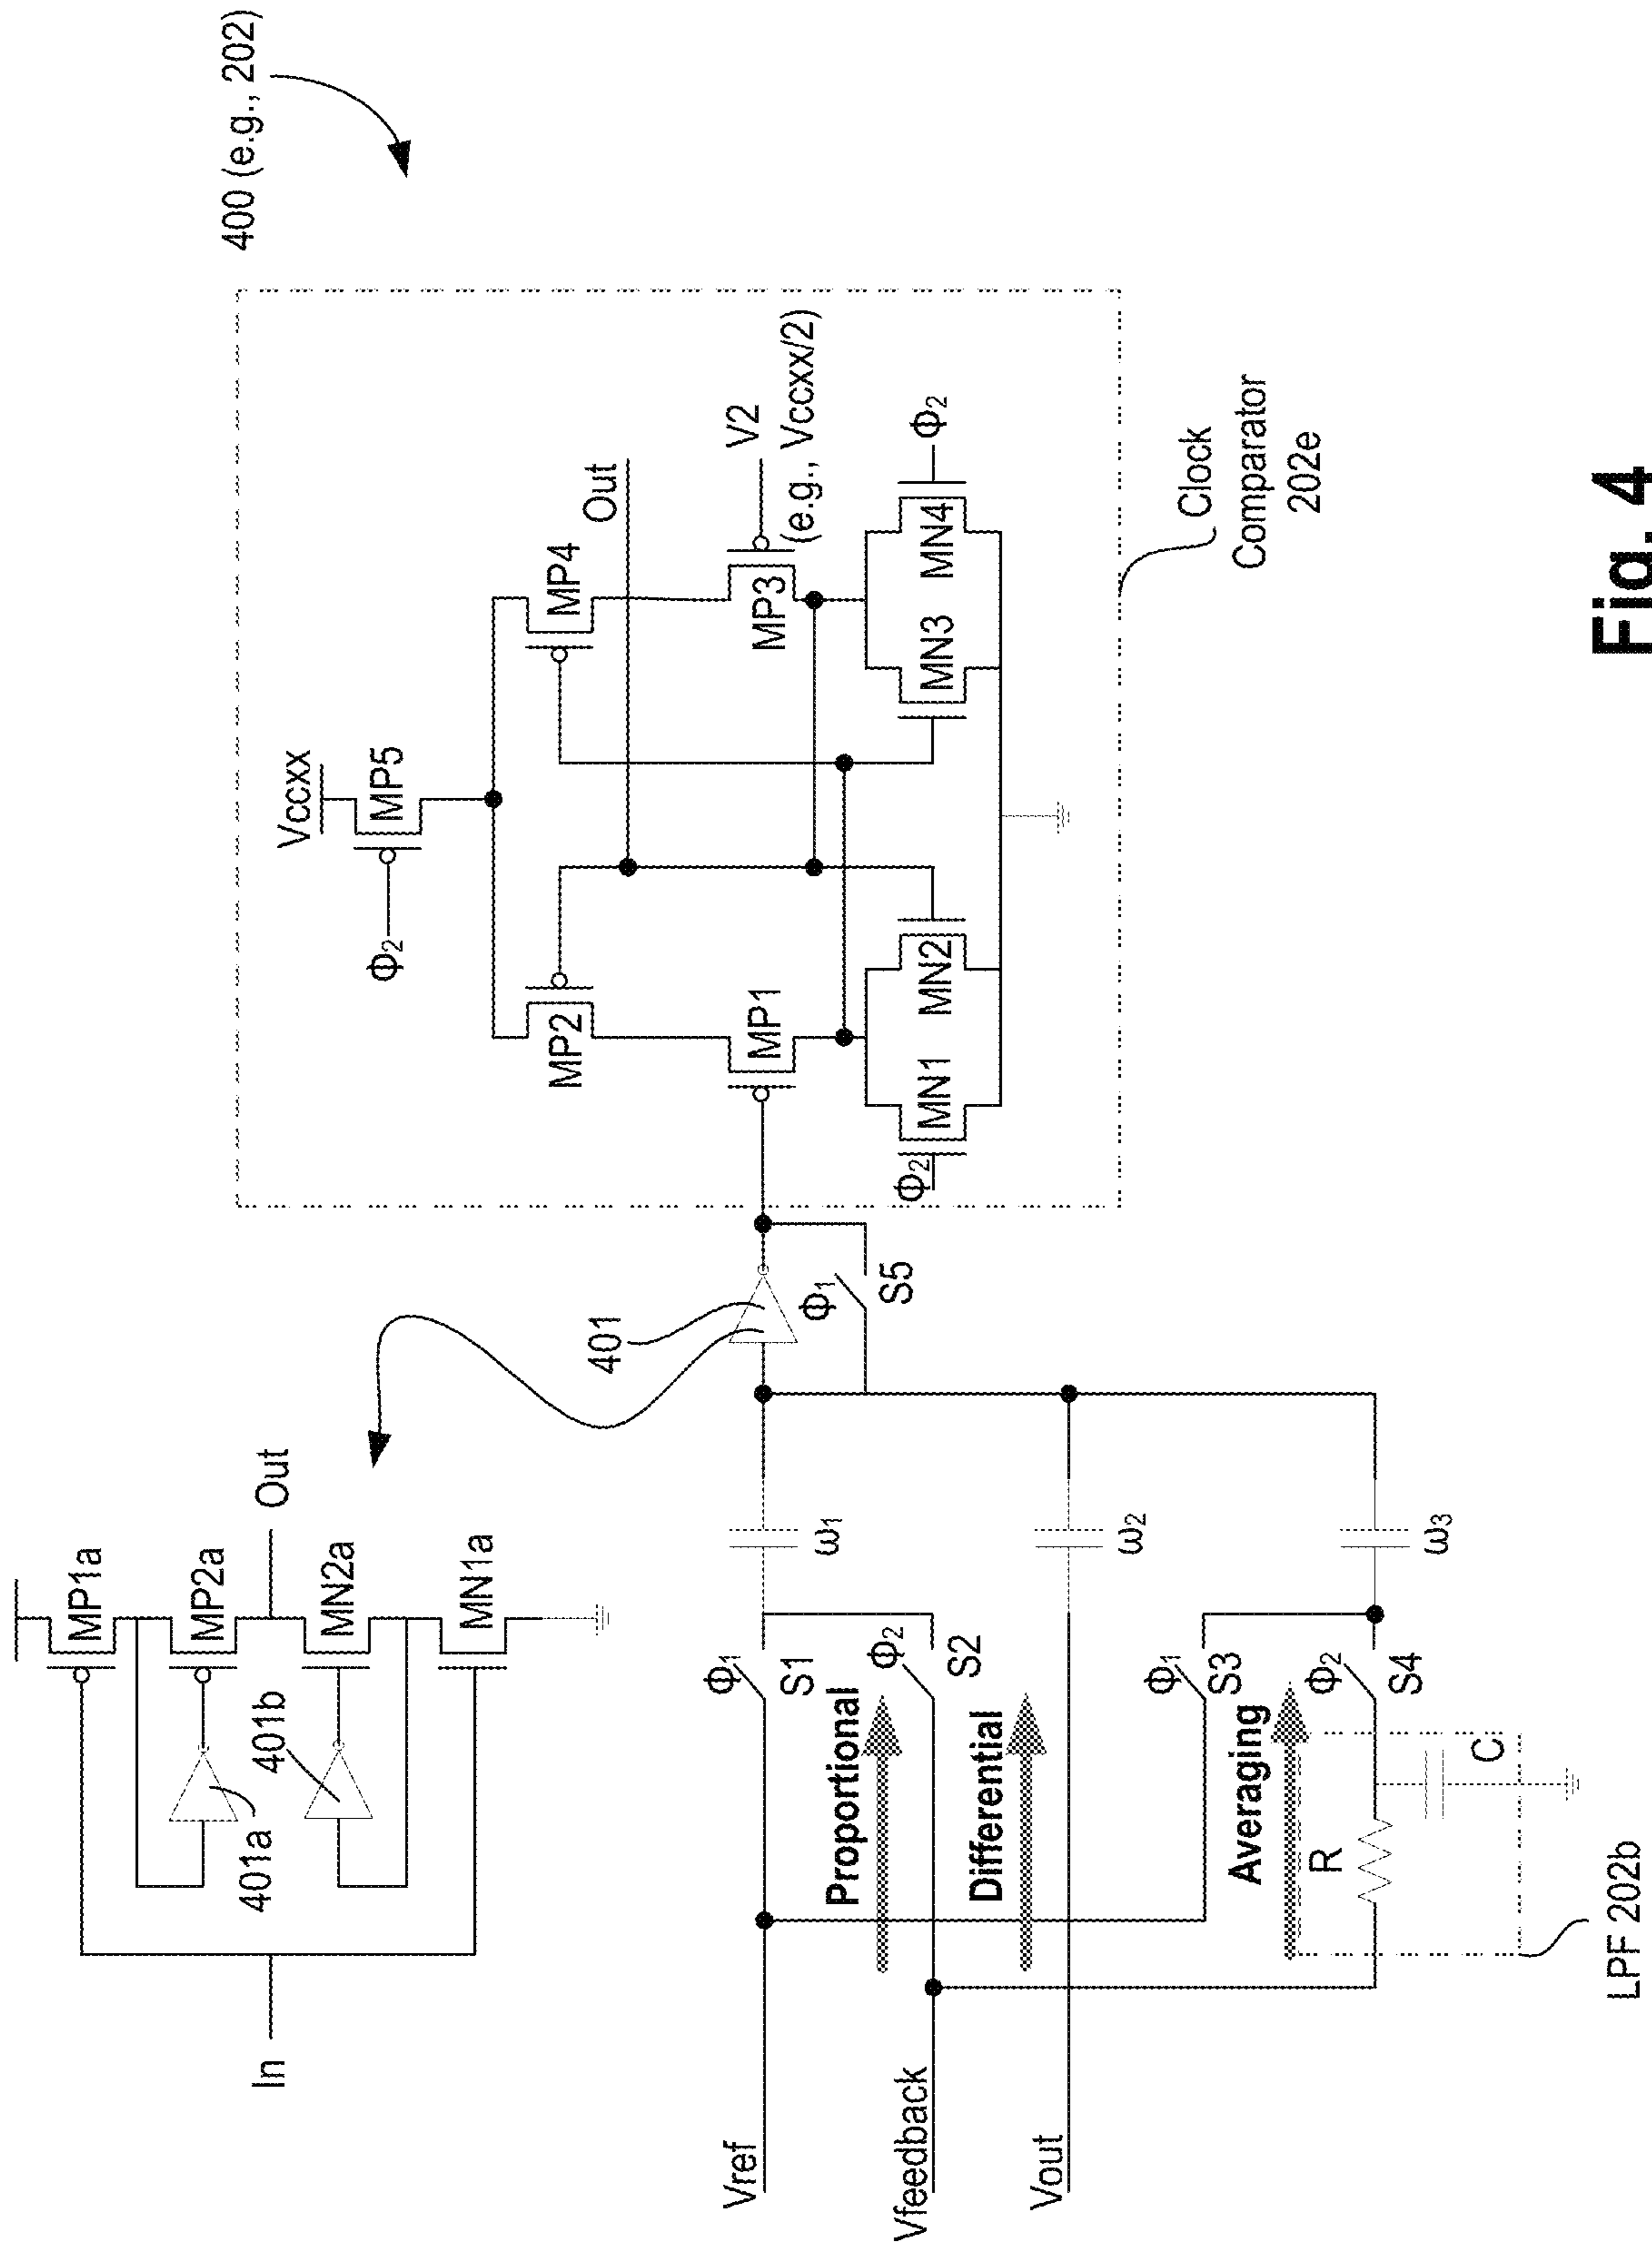 400 (e.g., 202)
In
Out
MP1a
MP2a
MN2a
MN1a
401a
401b
401
Φ1
S5
Vccxx
Φ2
MP5
MP2
MP4
Out
MP1
MP3
V2
(e.g., Vccxx/2)
Φ2
MN1
MN2
MN3
MN4
Φ2
Clock
Comparator
202e
Vref
Vfeedback
Vout
Φ1
S1
Proportional
Φ2
S2
Differential
Φ1
S3
Averaging
Φ2
S4
R
C
LPF 202b
ω1
ω2
ω3
Fig. 4